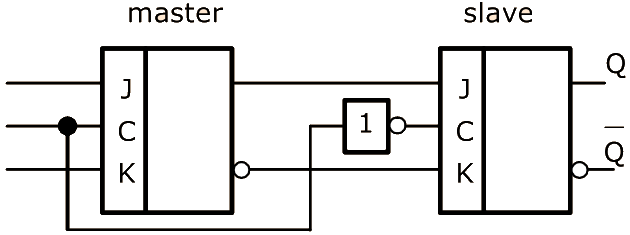 master slave
J J Q
C 1 C
K K Q̅